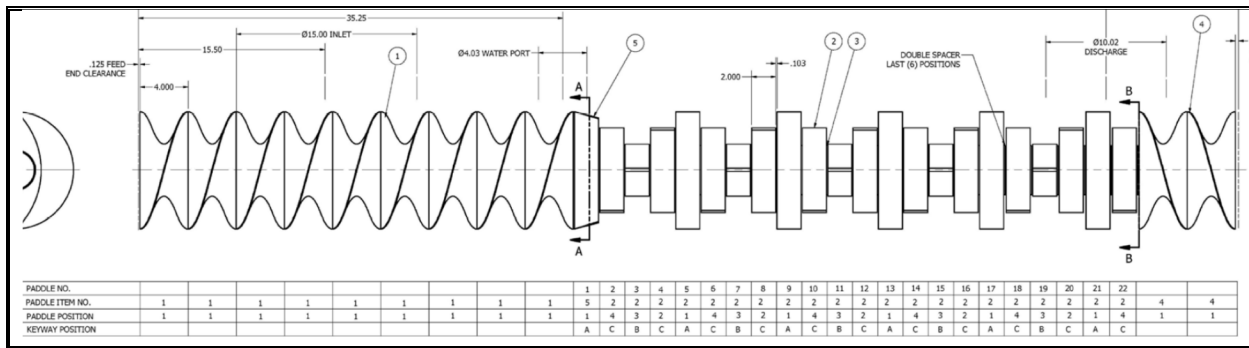 35.25
Ø15.00 INLET
15.50
Ø4.03 WATER PORT
.125 FEED
END CLEARANCE
4.000
1
5
2
3
4
2.000
.103
DOUBLE SPACER
LAST (6) POSITIONS
Ø10.02
DISCHARGE
A
A
B
B
PADDLE NO. 1 2 3 4 5 6 7 8 9 10 11 12 13 14 15 16 17 18 19 20 21 22
PADDLE ITEM NO. 1 1 1 1 1 1 1 1 1 5 2 2 2 2 2 2 2 2 2 2 2 2 2 2 2 2 2 2 2 2 2 4 4
PADDLE POSITION 1 1 1 1 1 1 1 1 1 1 4 3 2 1 4 3 2 1 4 3 2 1 4 3 2 1 4 3 2 1 4 1 1
KEYWAY POSITION A C B C A C B C A C B C A C B C A C B C A C